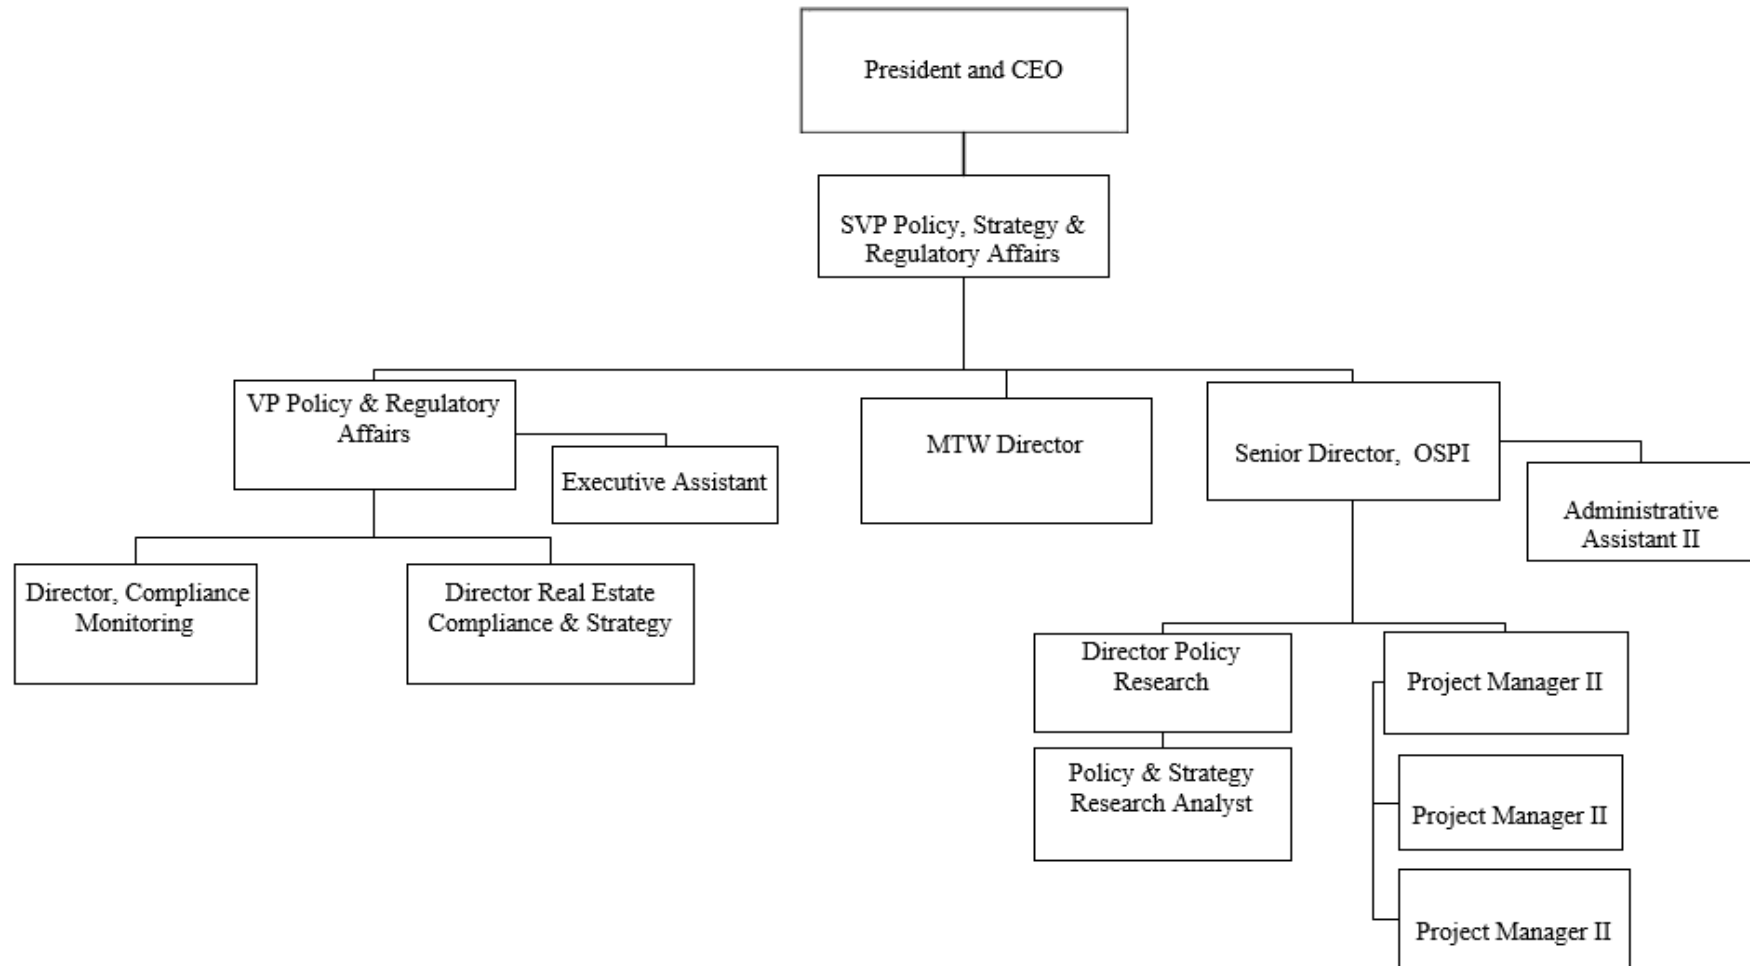 President and CEO
SVP Policy, Strategy &
Regulatory Affairs
VP Policy & Regulatory
Affairs
Executive Assistant
MTW Director
Senior Director, OSPI
Administrative
Assistant II
Director, Compliance
Monitoring
Director Real Estate
Compliance & Strategy
Director Policy
Research
Project Manager II
Policy & Strategy
Research Analyst
Project Manager II
Project Manager II